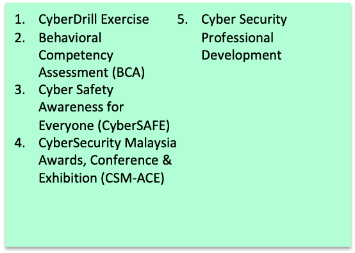 1. CyberDrill Exercise
2. Behavioral
Competency
Assessment (BCA)
3. Cyber Safety
Awareness for
Everyone (CyberSAFE)
4. CyberSecurity Malaysia
Awards, Conference &
Exhibition (CSM-ACE)
5. Cyber Security
Professional
Development